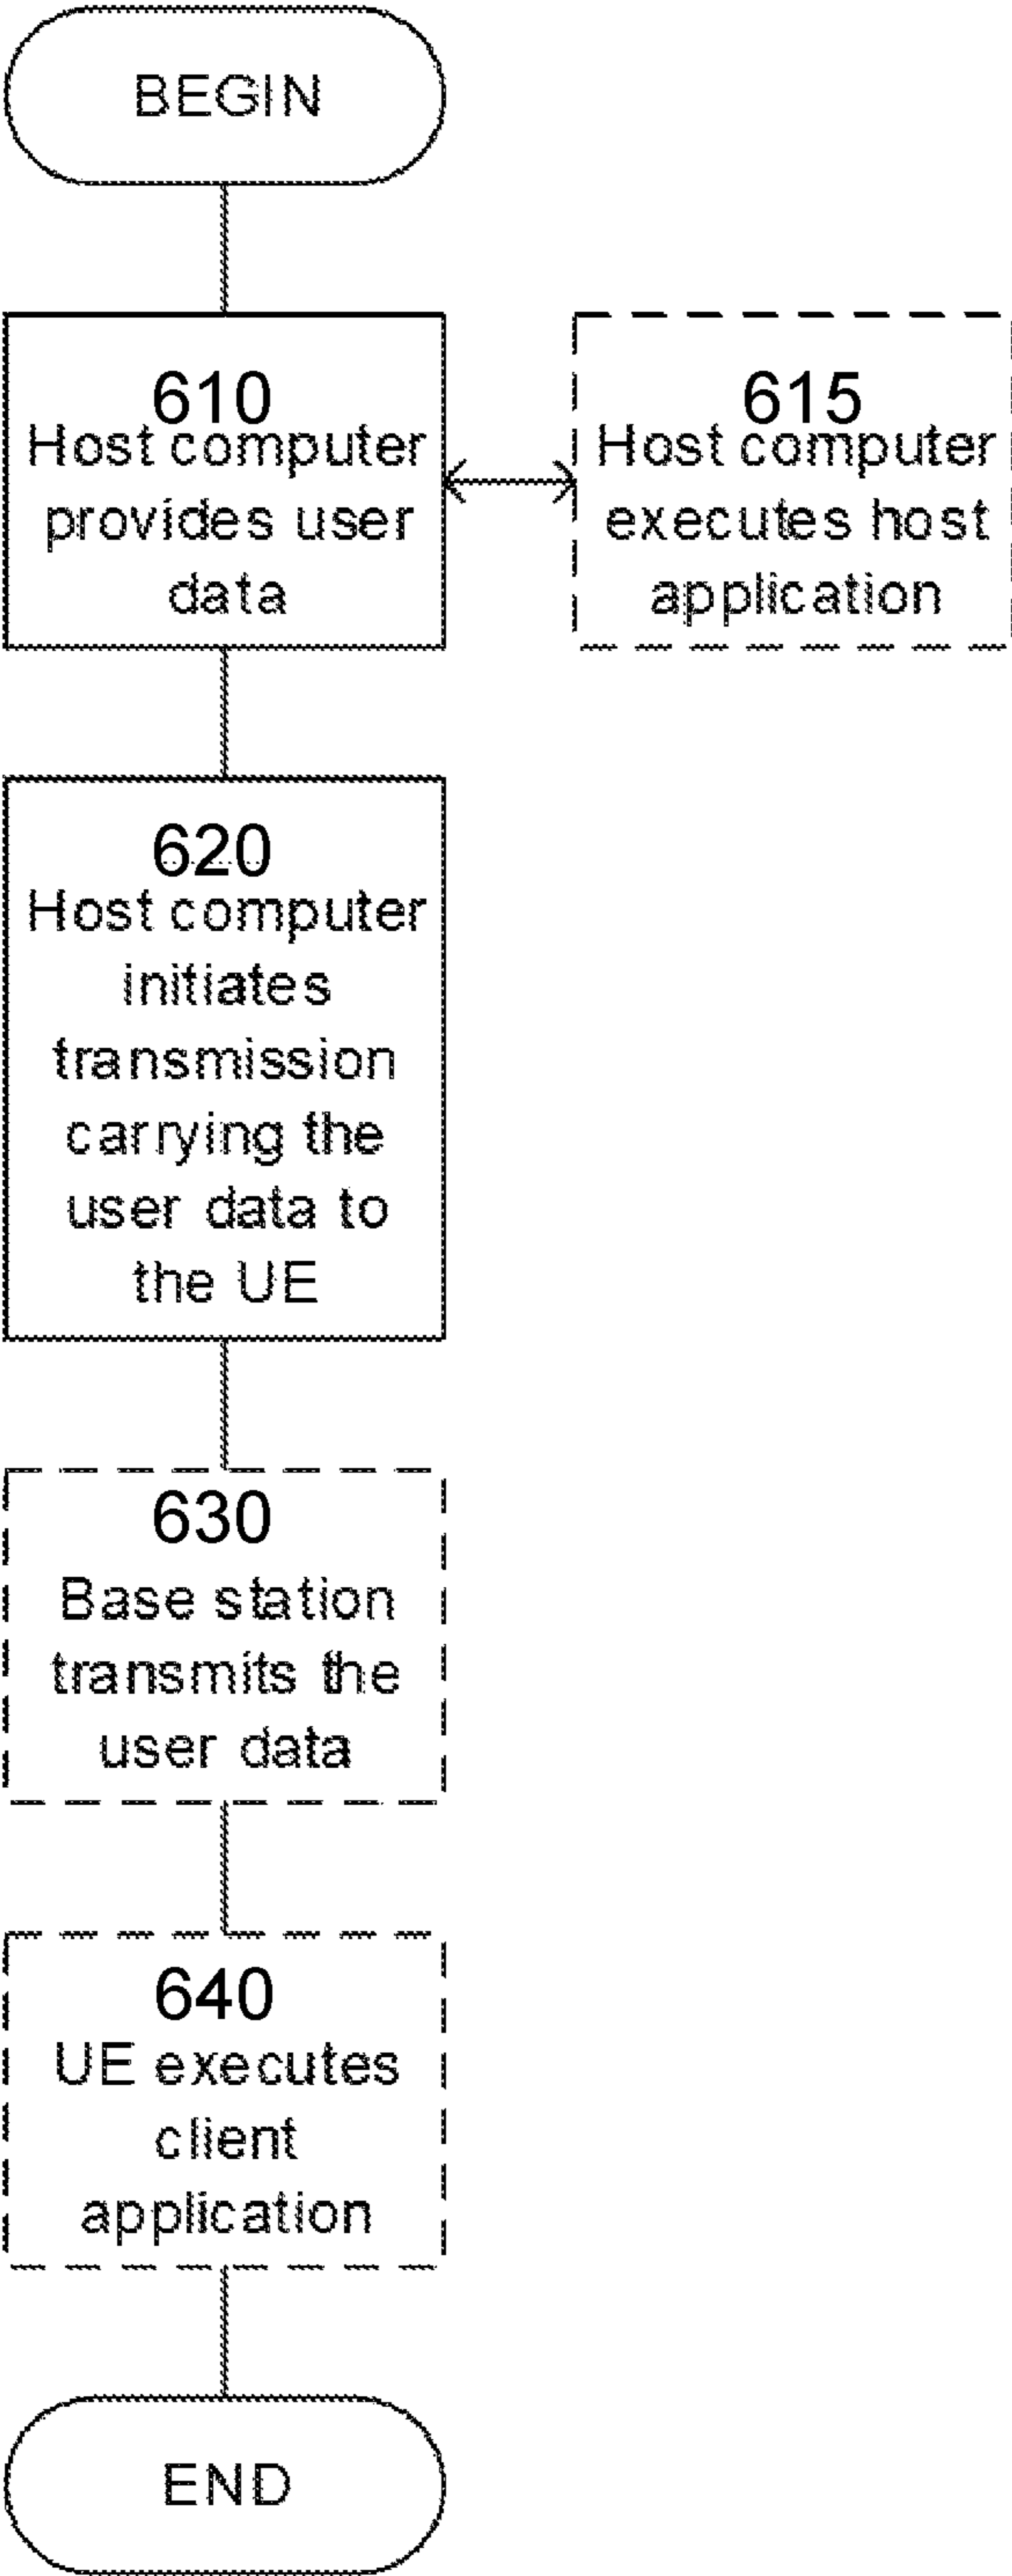 BEGIN
610
Host computer
provides user
data
615
Host computer
executes host
application
620
Host computer
initiates
transmission
carrying the
user data to
the UE
630
Base station
transmits the
user data
640
UE executes
client
application
END